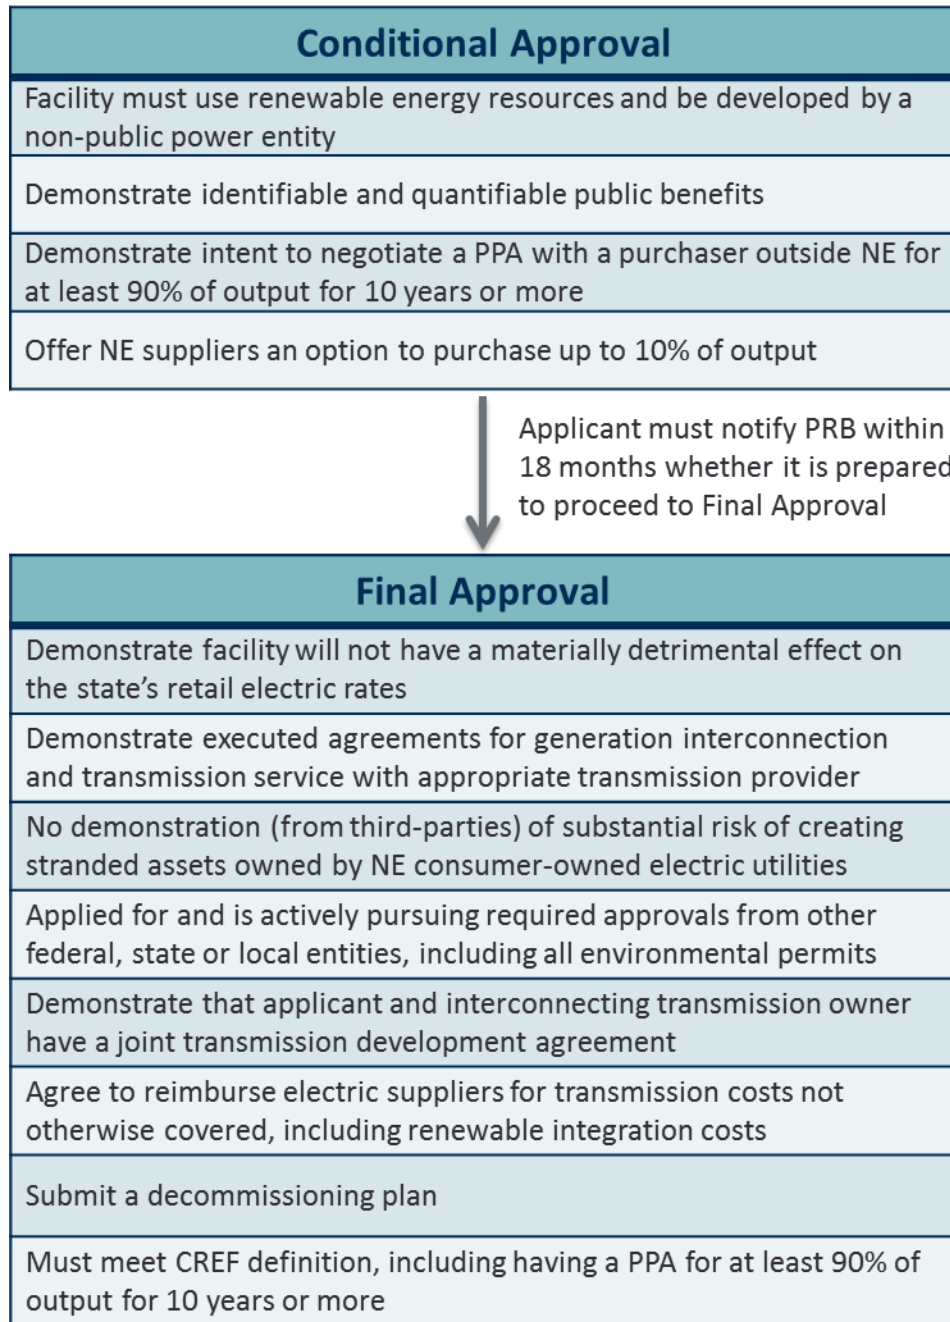 Conditional Approval
Facility must use renewable energy resources and be developed by a
non-public power entity
Demonstrate identifiable and quantifiable public benefits
Demonstrate intent to negotiate a PPA with a purchaser outside NE for
at least 90% of output for 10 years or more
Offer NE suppliers an option to purchase up to 10% of output
Applicant must notify PRB within
18 months whether it is prepared
to proceed to Final Approval
Final Approval
Demonstrate facility will not have a materially detrimental effect on
the state's retail electric rates
Demonstrate executed agreements for generation interconnection
and transmission service with appropriate transmission provider
No demonstration (from third-parties) of substantial risk of creating
stranded assets owned by NE consumer-owned electric utilities
Applied for and is actively pursuing required approvals from other
federal, state or local entities, including all environmental permits
Demonstrate that applicant and interconnecting transmission owner
have a joint transmission development agreement
Agree to reimburse electric suppliers for transmission costs not
otherwise covered, including renewable integration costs
Submit a decommissioning plan
Must meet CREF definition, including having a PPA for at least 90% of
output for 10 years or more